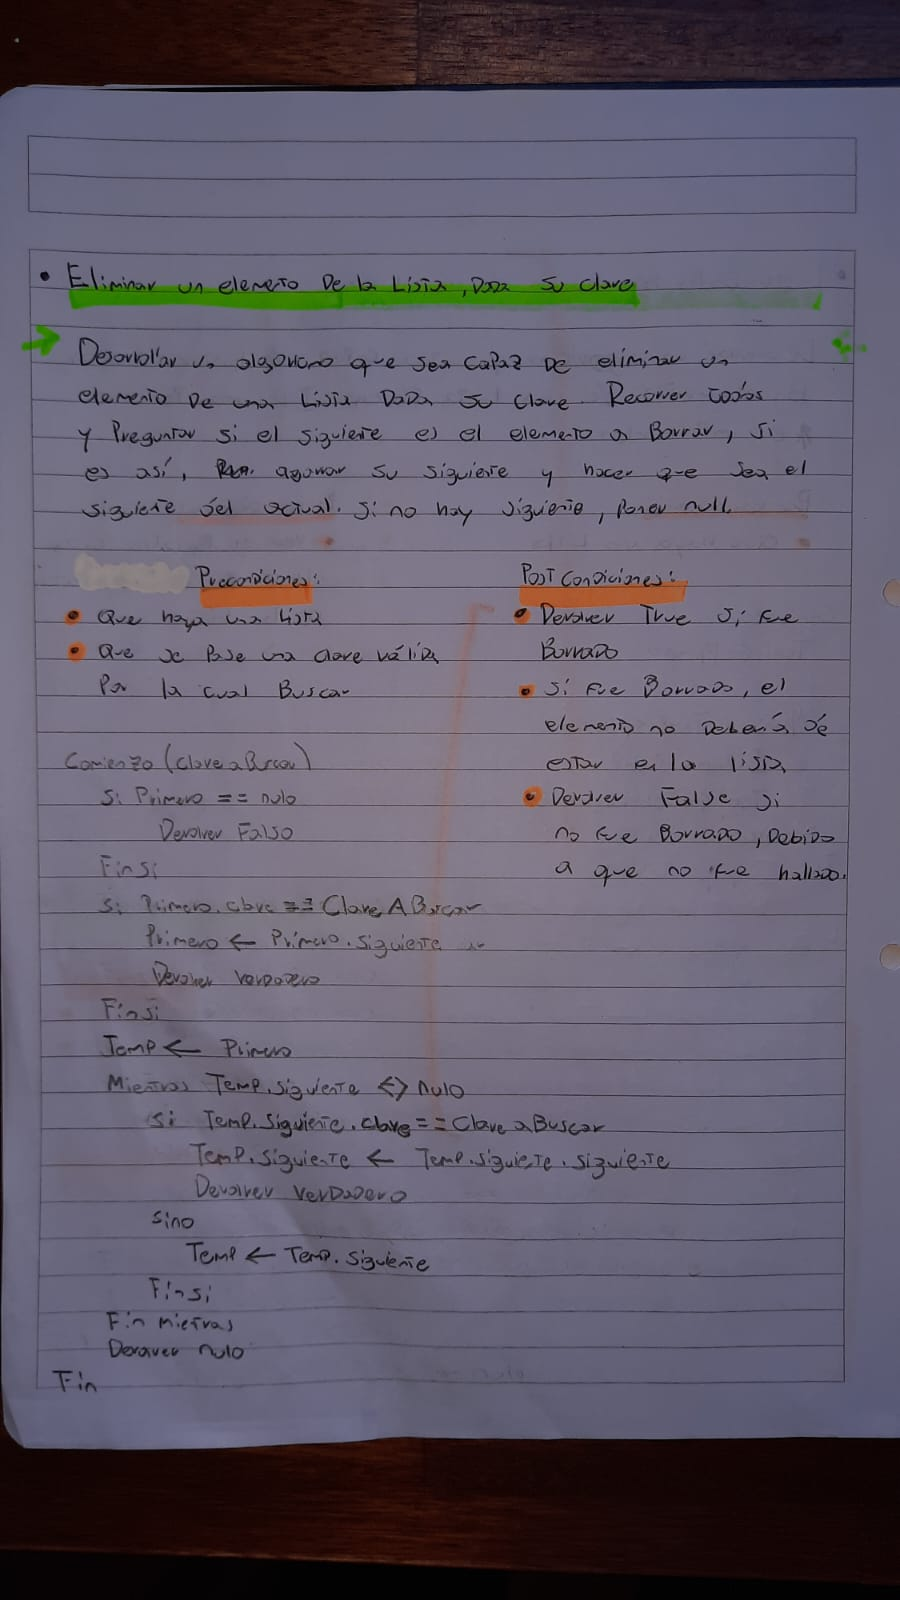 • Eliminar un elemento De la Lista, Dada su clave
→ Desarrollar un algoritmo que sea capaz de eliminar un
elemento De una Lista Dada su clave. Recorrer todos
y Preguntar si el siguiente es el elemento a Borrar, si
es así, agarrar su siguiente y hacer que sea el
siguiente del actual. si no hay siguiente, poner null.
Precondiciones:
• Que haya una lista
• Que se pase una clave válida
Por la cual Buscar
PostCondiciones:
• Devolver True si fue
Borrado
• Si fue Borrado, el
elemento no debería de
estar en la lista
• Devolver False si
no fue Borrado, Debido
a que no fue hallado.
Comienzo (Clave a Buscar)
Si Primero == nulo
Devolver Falso
Fin si
Si Primero.clave == Clave A Buscar
Primero ← Primero.siguiente
Devolver Verdadero
Fin si
Temp ← Primero
Mientras Temp.siguiente <> nulo
si Temp.siguiente.clave == Clave a Buscar
Temp.siguiente ← Temp.siguiente.siguiente
Devolver verdadero
sino
Temp ← Temp.siguiente
Fin si
Fin mientras
Devolver nulo
Fin